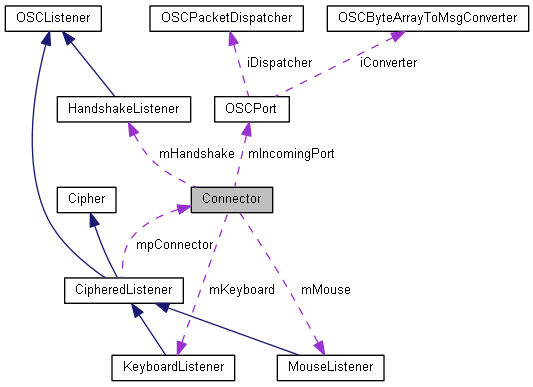 OSCListener
OSCPacketDispatcher
OSCByteArrayToMsgConverter
iDispatcher
iConverter
HandshakeListener
OSCPort
mHandshake
mIncomingPort
Cipher
Connector
mpConnector
CipheredListener
mKeyboard
mMouse
KeyboardListener
MouseListener